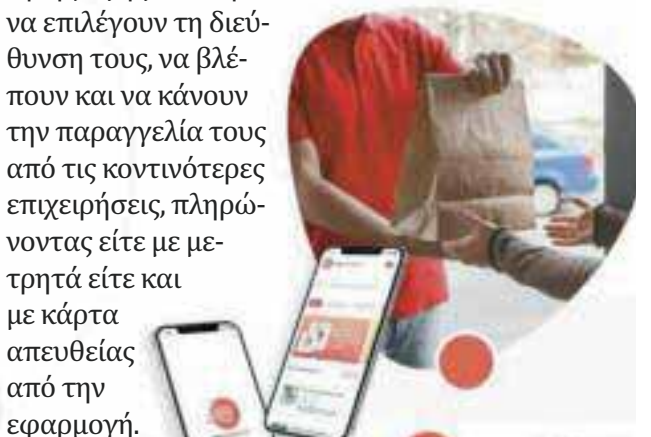 να επιλέγουν τη διεύ-
θυνση τους, να βλέ-
πουν και να κάνουν
την παραγγελία τους
από τις κοντινότερες
επιχειρήσεις, πληρώ-
νοντας είτε με με-
τρητά είτε και
με κάρτα
απευθείας
από την
εφαρμογή.